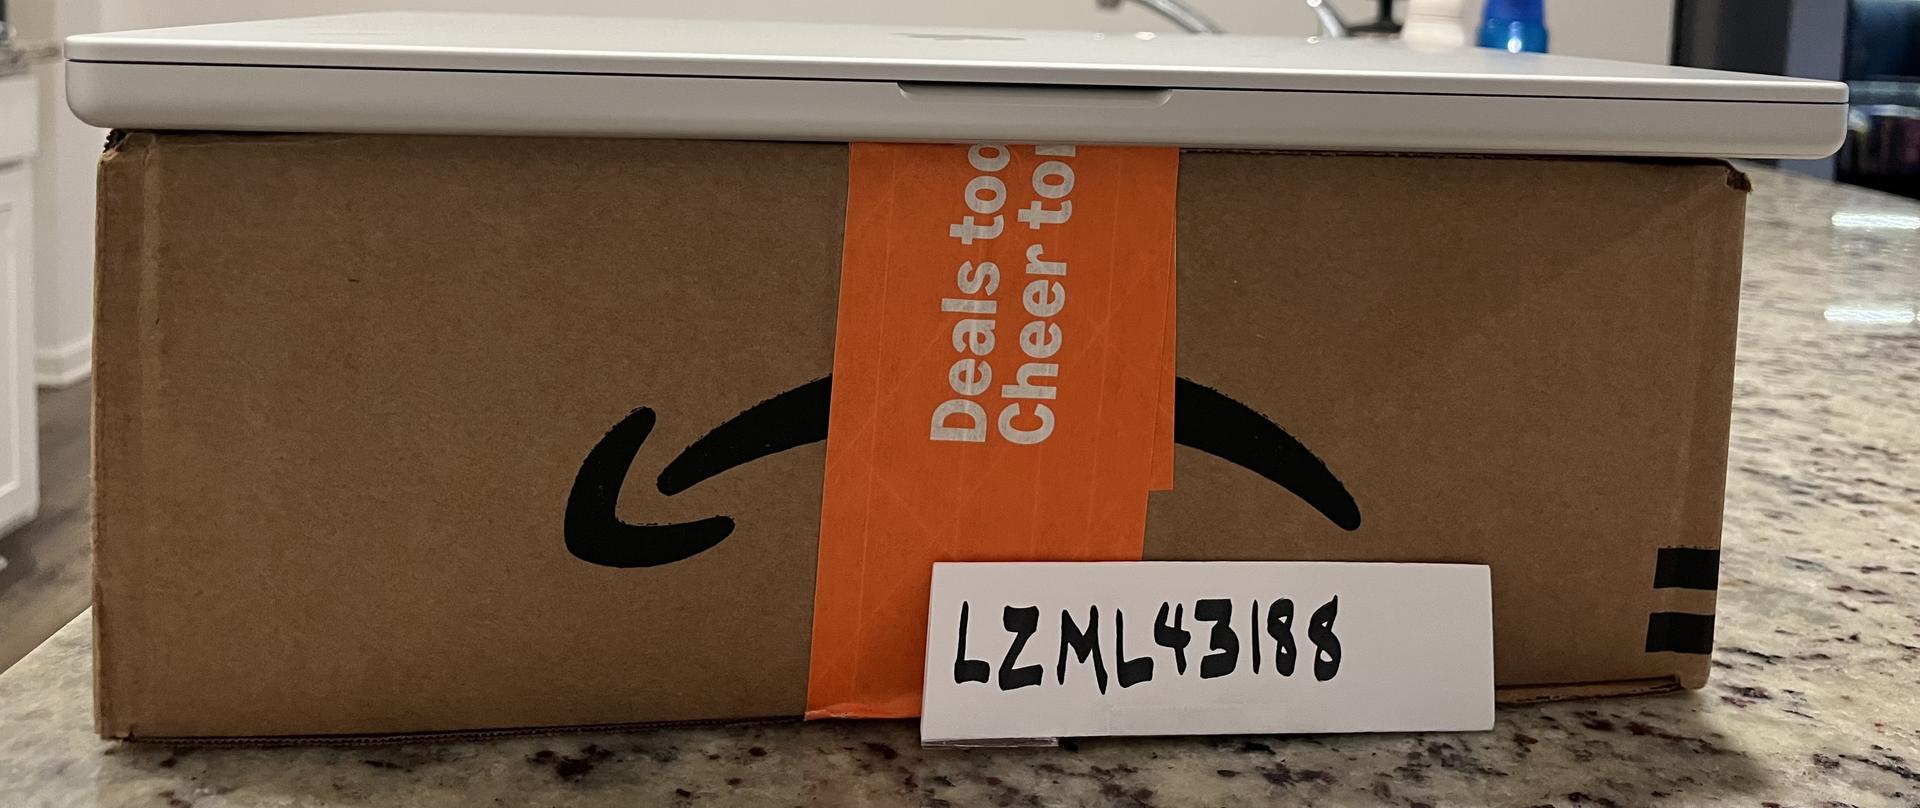 Deals too
Cheer to
LZML43188